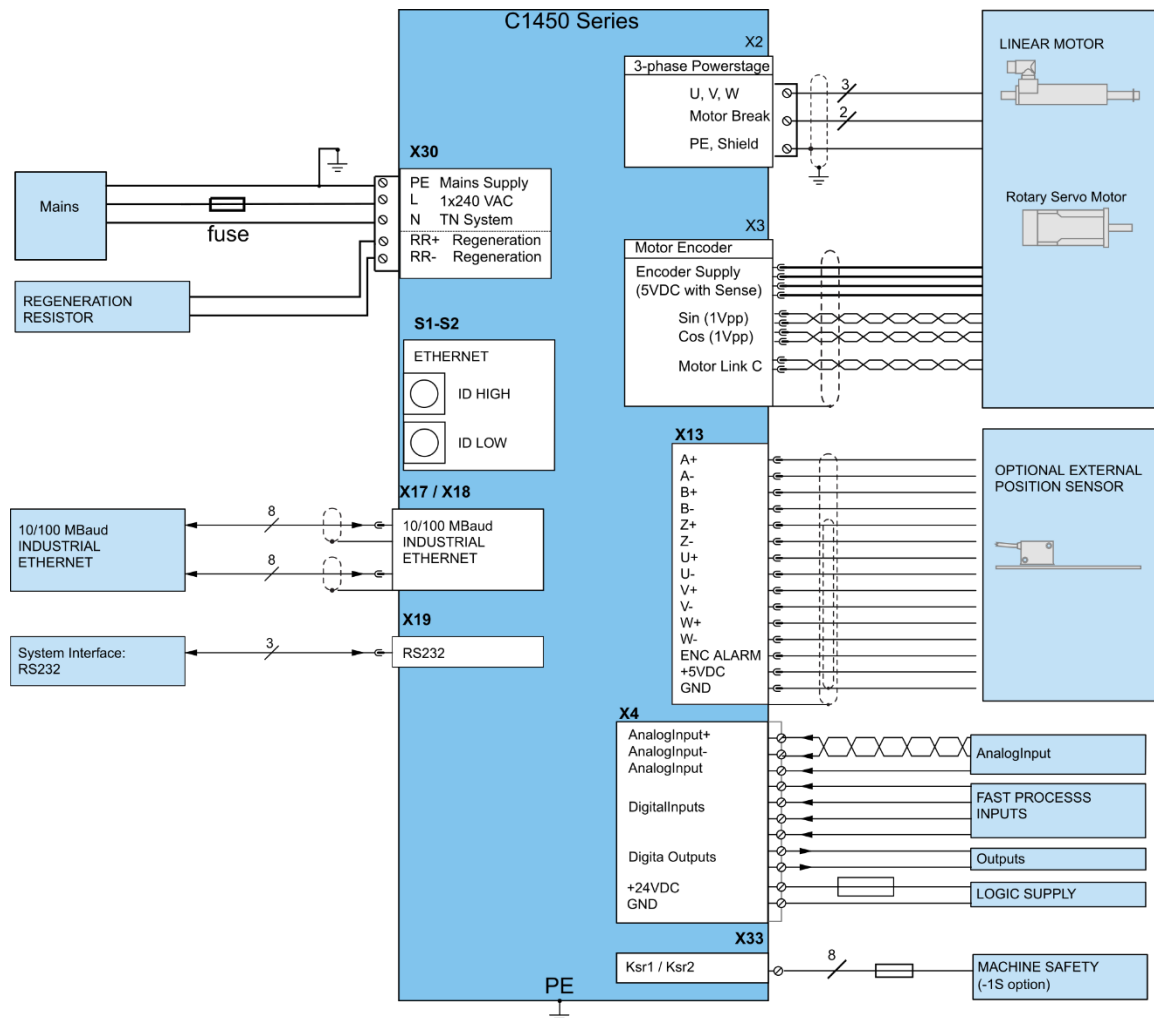 C1450 Series
Mains
fuse
REGENERATION
RESISTOR
X30
PE Mains Supply
L 1x240 VAC
N TN System
RR+ Regeneration
RR- Regeneration
S1-S2
ETHERNET
ID HIGH
ID LOW
X17 / X18
10/100 MBaud
INDUSTRIAL
ETHERNET
8
8
10/100 MBaud
INDUSTRIAL
ETHERNET
X19
RS232
3
System Interface:
RS232
X2
3-phase Powerstage
U, V, W
Motor Break
PE, Shield
3
2
LINEAR MOTOR
Rotary Servo Motor
X3
Motor Encoder
Encoder Supply
(5VDC with Sense)
Sin (1Vpp)
Cos (1Vpp)
Motor Link C
X13
A+
A-
B+
B-
Z+
Z-
U+
U-
V+
V-
W+
W-
ENC ALARM
+5VDC
GND
OPTIONAL EXTERNAL
POSITION SENSOR
X4
AnalogInput+
AnalogInput-
AnalogInput
DigitalInputs
Digita Outputs
+24VDC
GND
AnalogInput
FAST PROCESSS
INPUTS
Outputs
LOGIC SUPPLY
X33
Ksr1 / Ksr2
8
MACHINE SAFETY
(-1S option)
PE